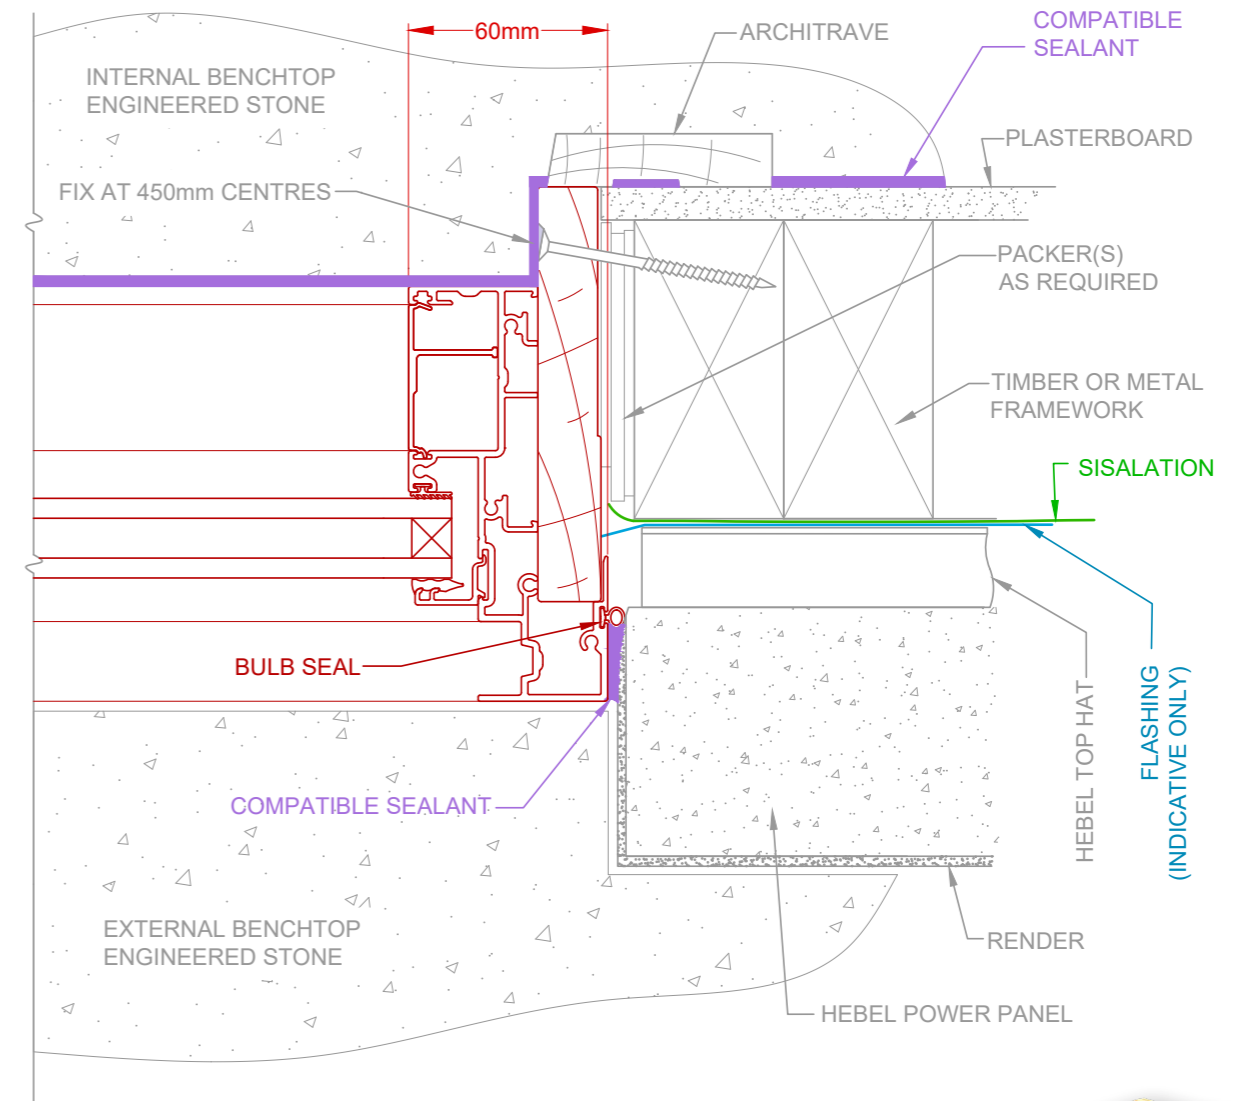 60mm
ARCHITRAVE
COMPATIBLE
SEALANT
INTERNAL BENCHTOP
ENGINEERED STONE
PLASTERBOARD
FIX AT 450mm CENTRES
PACKER(S)
AS REQUIRED
TIMBER OR METAL
FRAMEWORK
SISALATION
BULB SEAL
HEBEL TOP HAT
FLASHING
(INDICATIVE ONLY)
COMPATIBLE SEALANT
EXTERNAL BENCHTOP
ENGINEERED STONE
RENDER
HEBEL POWER PANEL